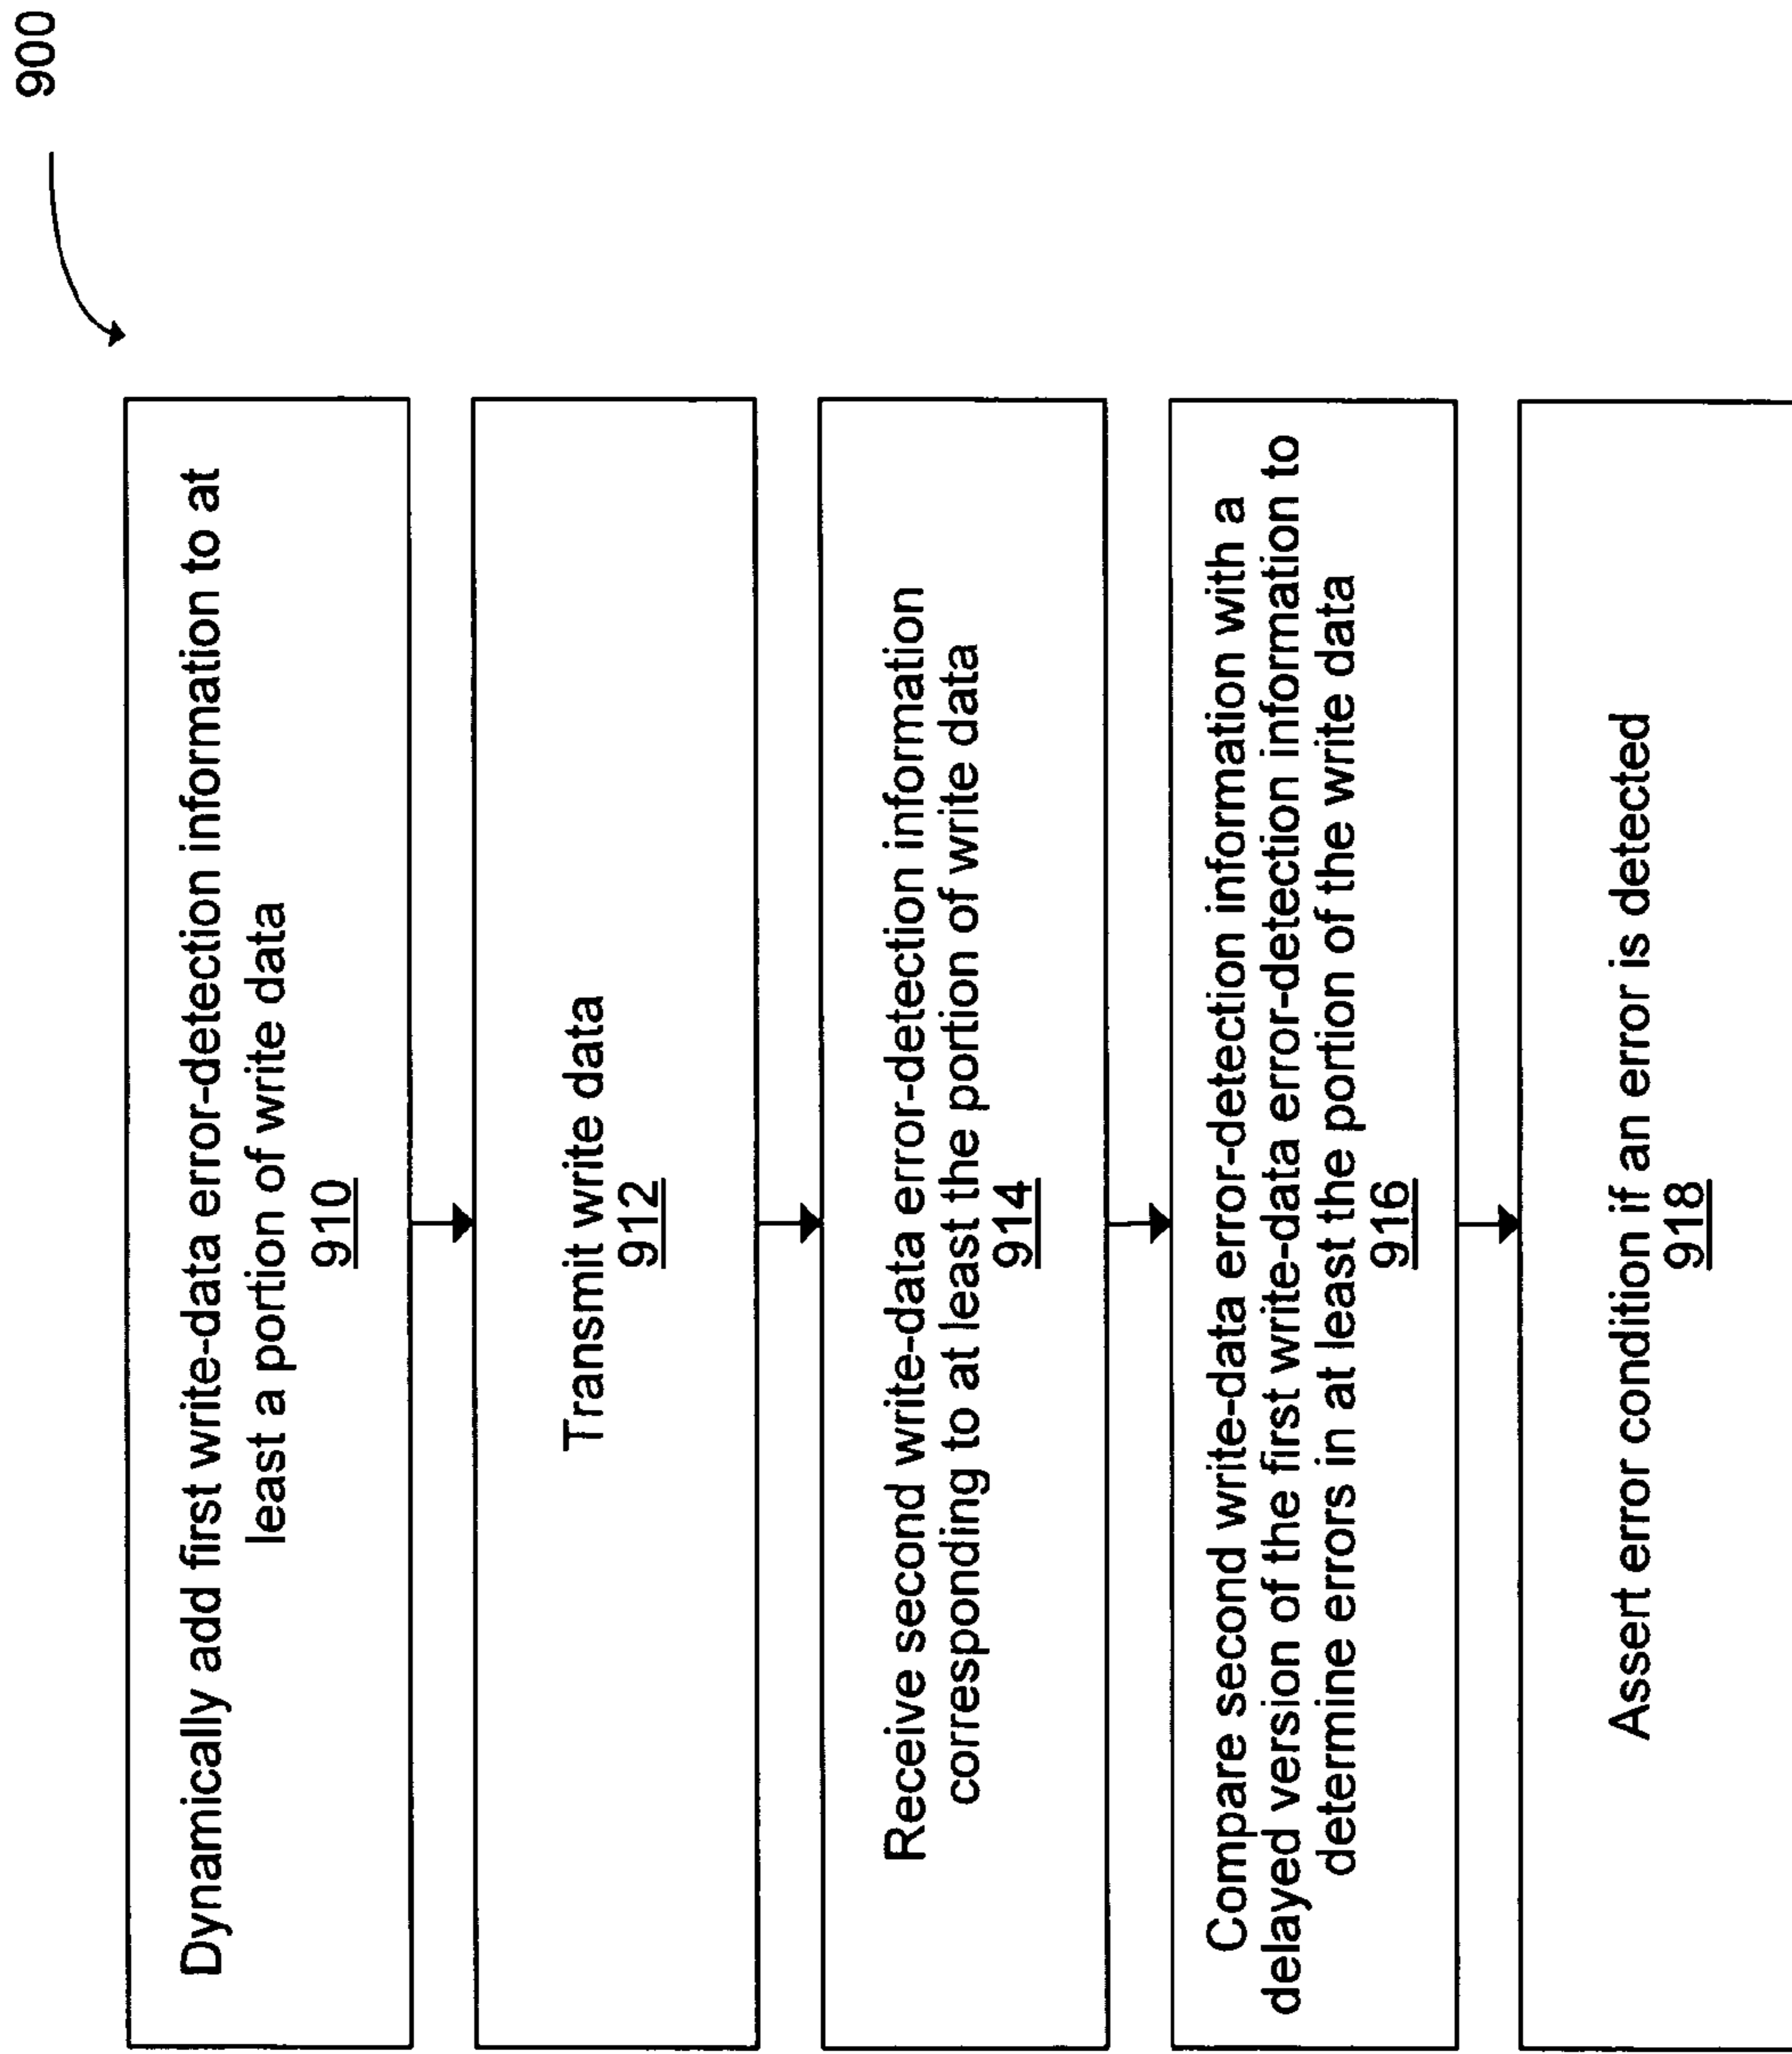 900
Dynamically add first write-data error-detection information to at
least a portion of write data
910
Transmit write data
912
Receive second write-data error-detection information
corresponding to at least the portion of write data
914
Compare second write-data error-detection information with a
delayed version of the first write-data error-detection information to
determine errors in at least the portion of the write data
916
Assert error condition if an error is detected
918